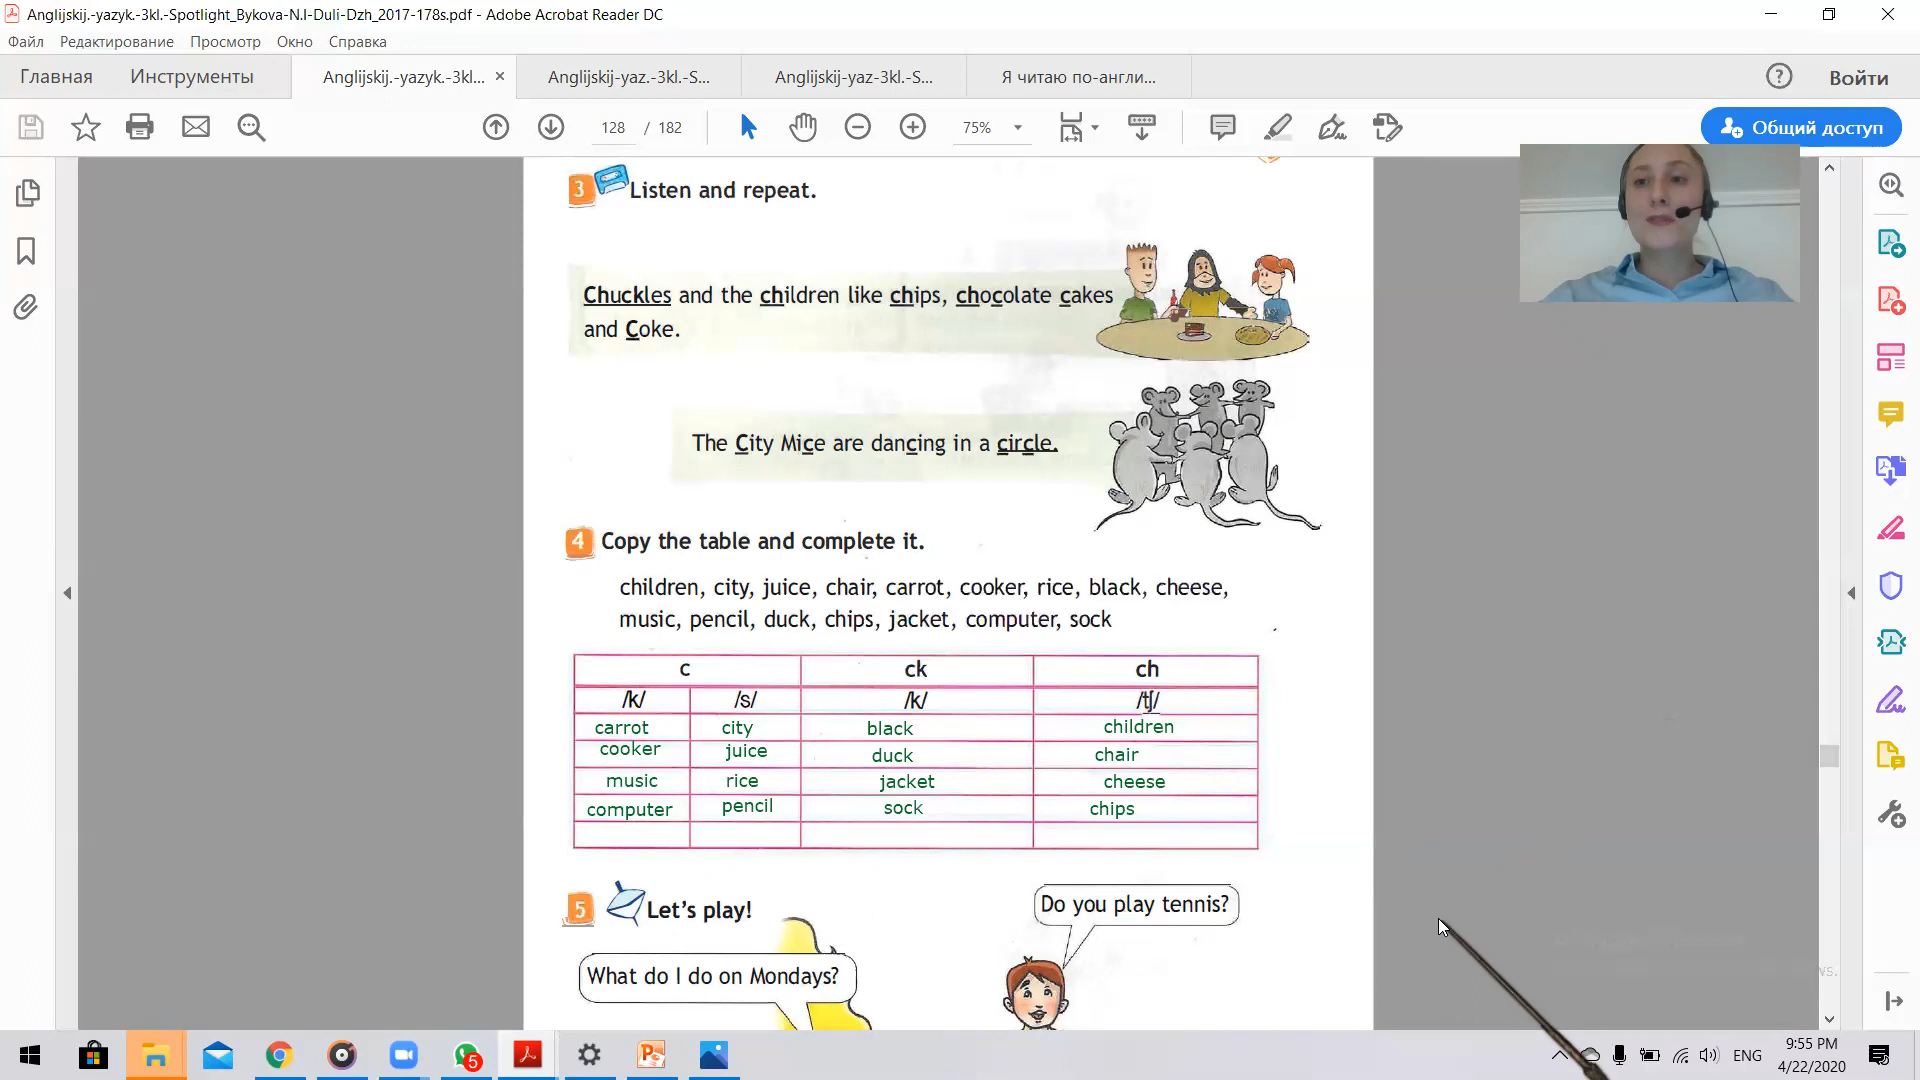 Anglijskij.-yazyk.-3kl.-Spotlight_Bykova-N.I-Duli-Dzh_2017-178s.pdf - Adobe Acrobat Reader DC
Файл Редактирование Просмотр Окно Справка
Главная Инструменты Anglijskij.-yazyk.-3kl... Anglijskij-yaz.-3kl.-S... Anglijskij-yaz-3kl.-S... Я читаю по-англи... Войти
128 / 182 75% Общий доступ
3 Listen and repeat.
Chuckles and the children like chips, chocolate cakes
and Coke.
The City Mice are dancing in a circle.
4 Copy the table and complete it.
children, city, juice, chair, carrot, cooker, rice, black, cheese,
music, pencil, duck, chips, jacket, computer, sock
c ck ch
/k/ /s/ /k/ /tʃ/
carrot city black children
cooker juice duck chair
music rice jacket cheese
computer pencil sock chips
5 Let's play!
Do you play tennis?
What do I do on Mondays?
ws.
5
ENG
9:55 PM
4/22/2020